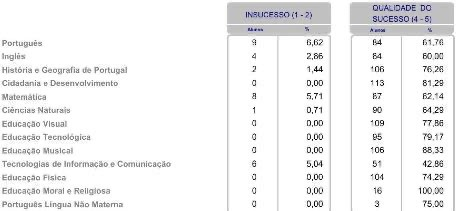 INSUCESSO (1 - 2) QUALIDADE DO SUCESSO (4 - 5)
Alunos % Alunos %
Português 9 6,62 84 61,76
Inglês 4 2,86 64 60,00
História e Geografia de Portugal 2 1,44 106 76,26
Cidadania e Desenvolvimento 0 0,00 113 81,29
Matemática 8 5,71 67 62,14
Ciências Naturais 1 0,71 90 64,29
Educação Visual 0 0,00 109 77,86
Educação Tecnológica 0 0,00 95 79,17
Educação Musical 0 0,00 106 88,33
Tecnologias de Informação e Comunicação 6 5,04 51 42,86
Educação Física 0 0,00 104 74,29
Educação Moral e Religiosa 0 0,00 16 100,00
Português Língua Não Materna 0 0,00 3 75,00